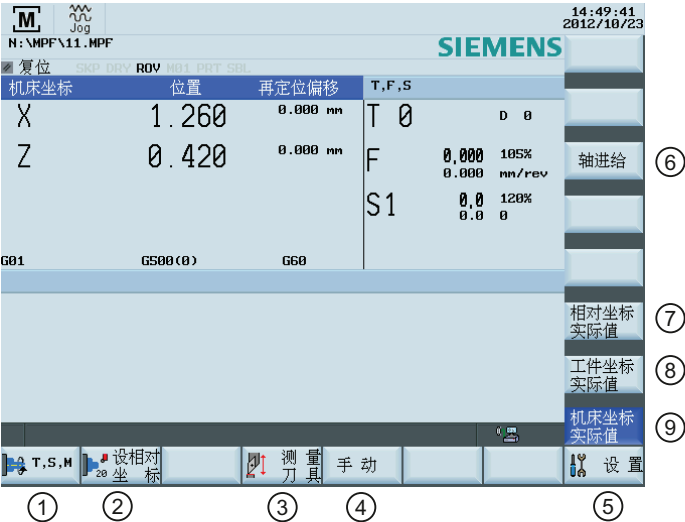 M
Jog
14:49:41
2012/10/23
N:\MPF\11.MPF
SIEMENS
复位 SKP DRY ROV M01 PRT SBL
机床坐标 位置 再定位偏移 T,F,S
X 1.260 0.000 mm T 0 D 0
Z 0.420 0.000 mm F 0,000 105%
0.000 mm/rev
S1 0,0 120%
0.0 0
G01 G500(0) G60
轴进给 ⑥
相对坐标
实际值 ⑦
工件坐标
实际值 ⑧
机床坐标
实际值 ⑨
T,S,M
20 设相对
坐 标
测 量
刀 具
手 动
设 置
① ② ③ ④ ⑤